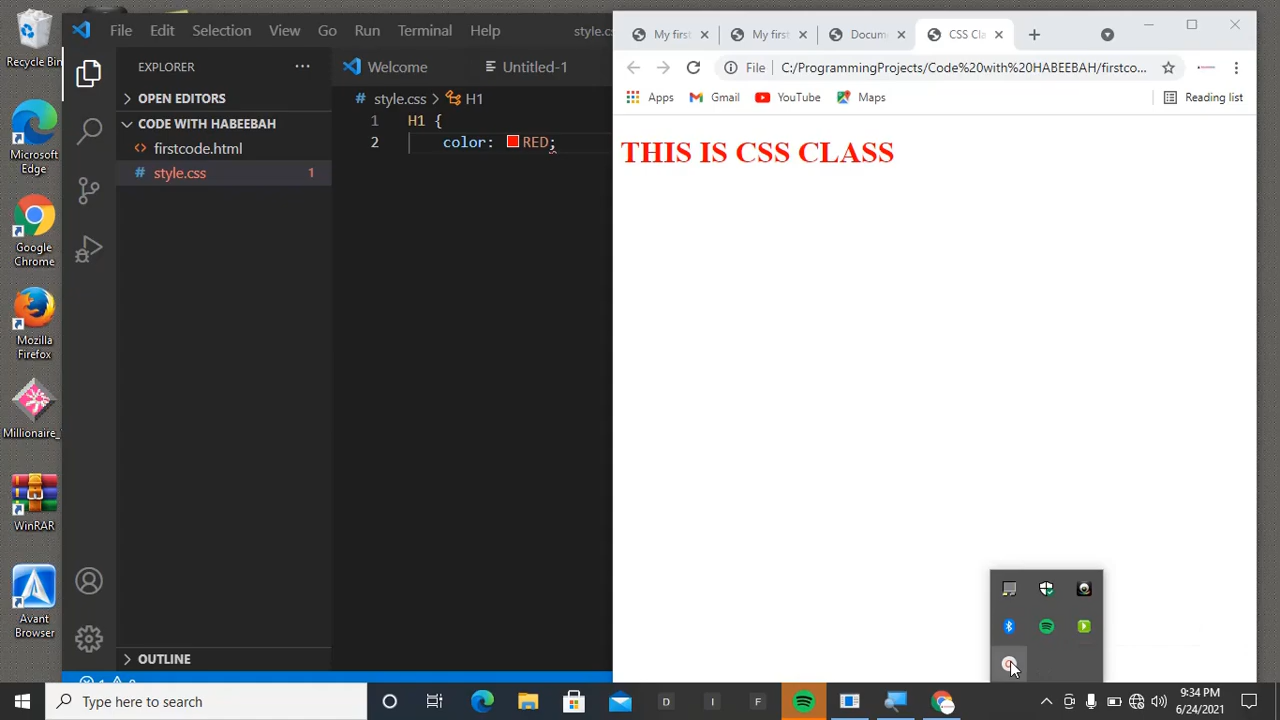 Recycle Bin
Microsoft
Edge
Google
Chrome
Mozilla
Firefox
Millionaire_
WinRAR
Avant
Browser
File Edit Selection View Go Run Terminal Help
style.cs
EXPLORER
OPEN EDITORS
CODE WITH HABEEBAH
firstcode.html
style.css 1
OUTLINE
Welcome Untitled-1
style.css > H1
1 H1 {
2 color: RED;
My first My first Docume CSS Cla
File C:/ProgrammingProjects/Code%20with%20HABEEBAH/firstco...
Apps Gmail YouTube Maps Reading list
THIS IS CSS CLASS
Type here to search
D I F
9:34 PM
6/24/2021